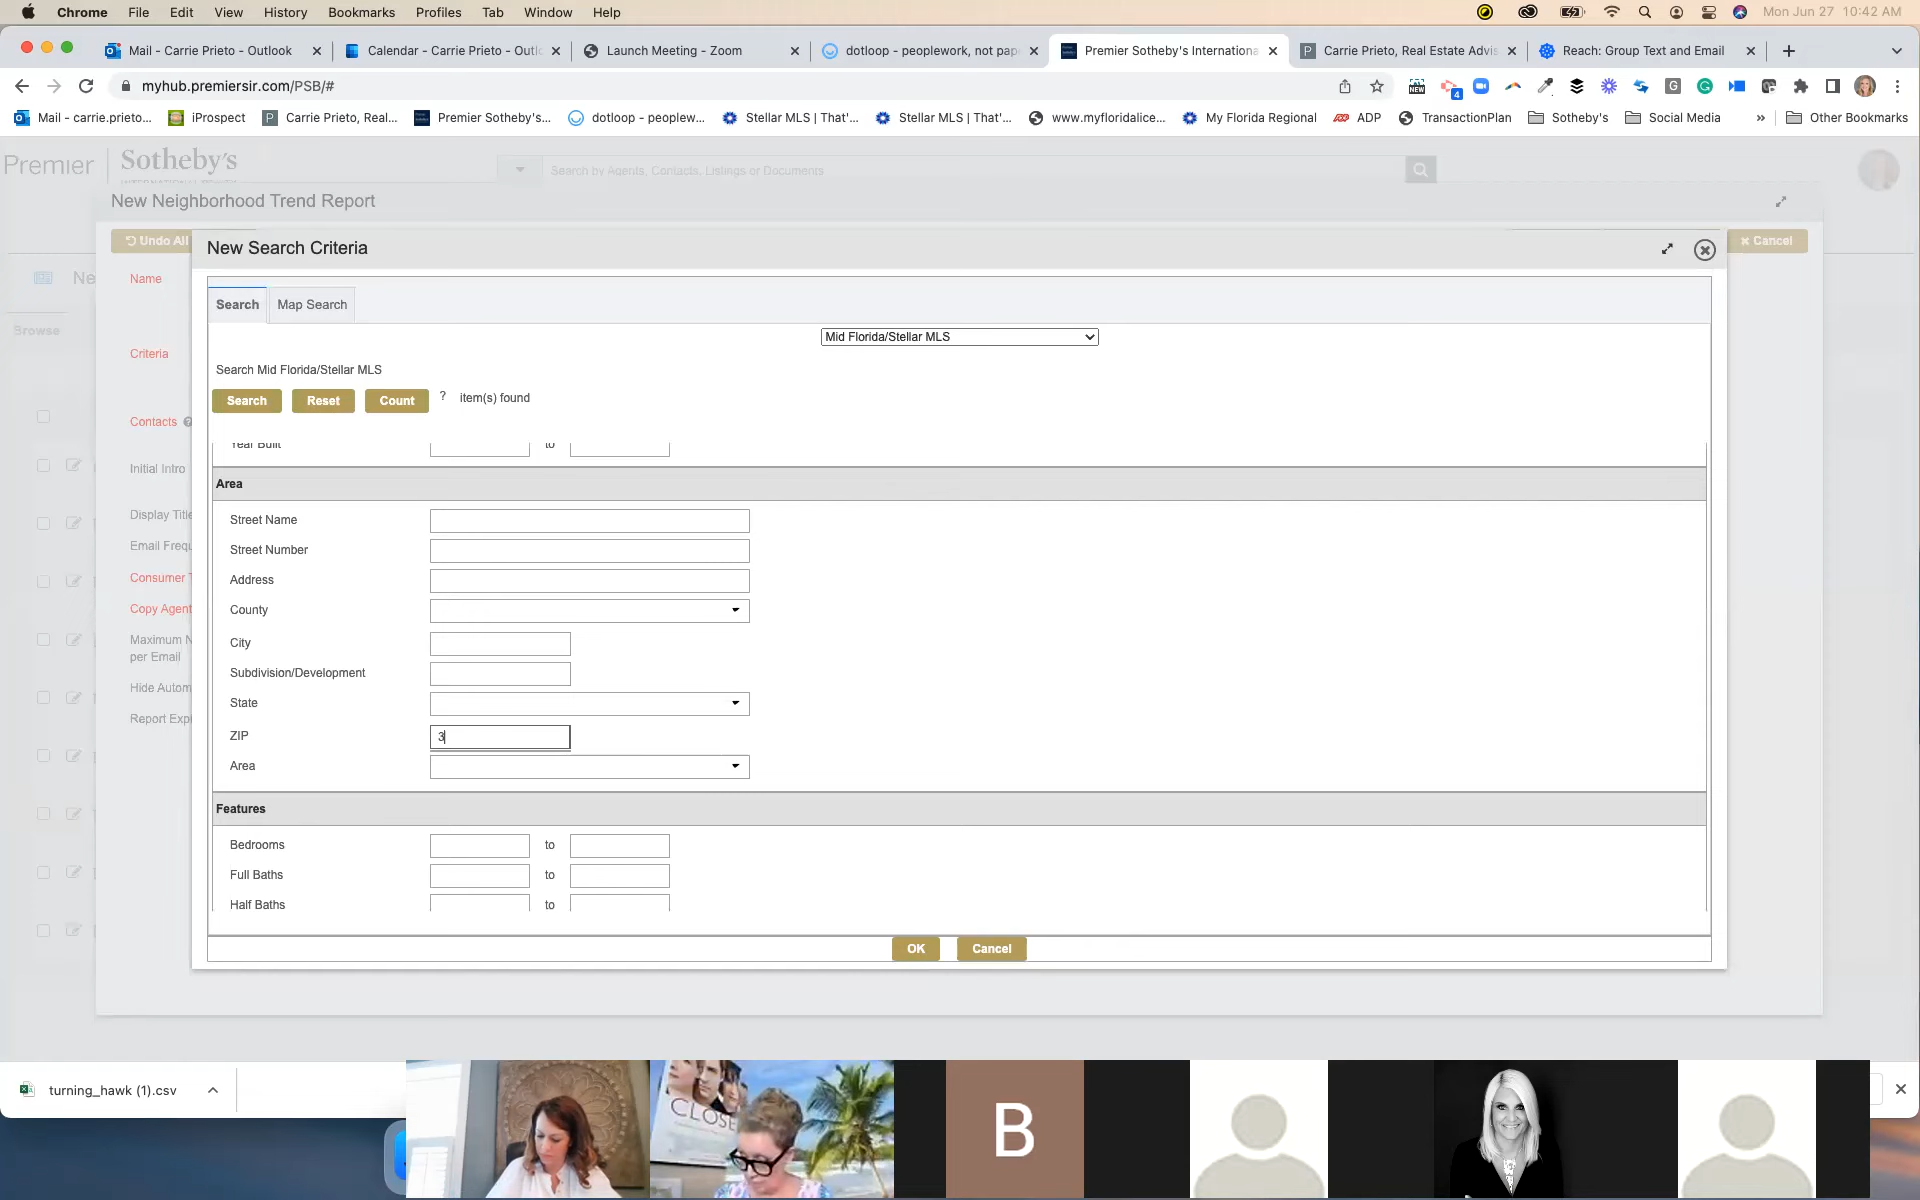 Chrome File Edit View History Bookmarks Profiles Tab Window Help Mon Jun 27 10:42 AM
Mail - Carrie Prieto - Outlook Calendar - Carrie Prieto - Outlo Launch Meeting - Zoom dotloop - peoplework, not pap Premier Sotheby's Internationa Carrie Prieto, Real Estate Advis Reach: Group Text and Email
myhub.premiersir.com/PSB/#
NEW 4
Mail - carrie.prieto... iProspect Carrie Prieto, Real... Premier Sotheby's... dotloop - peoplew... Stellar MLS | That'... Stellar MLS | That'... www.myfloridalice... My Florida Regional ADP TransactionPlan Sotheby's Social Media » Other Bookmarks
Premier Sotheby's
Search by Agents, Contacts, Listings or Documents
New Neighborhood Trend Report
Undo All
Cancel
New Search Criteria
Ne
Name
Search Map Search
Browse
Mid Florida/Stellar MLS
Criteria
Search Mid Florida/Stellar MLS
Search Reset Count ? item(s) found
Contacts
Year Built to
Initial Intro
Area
Display Title
Street Name
Email Frequ
Street Number
Consumer T
Address
Copy Agent
County
Maximum N
per Email
City
Subdivision/Development
Hide Autom
State
Report Expi
ZIP 3
Area
Features
Bedrooms to
Full Baths to
Half Baths to
OK Cancel
turning_hawk (1).csv
CLOSE
B